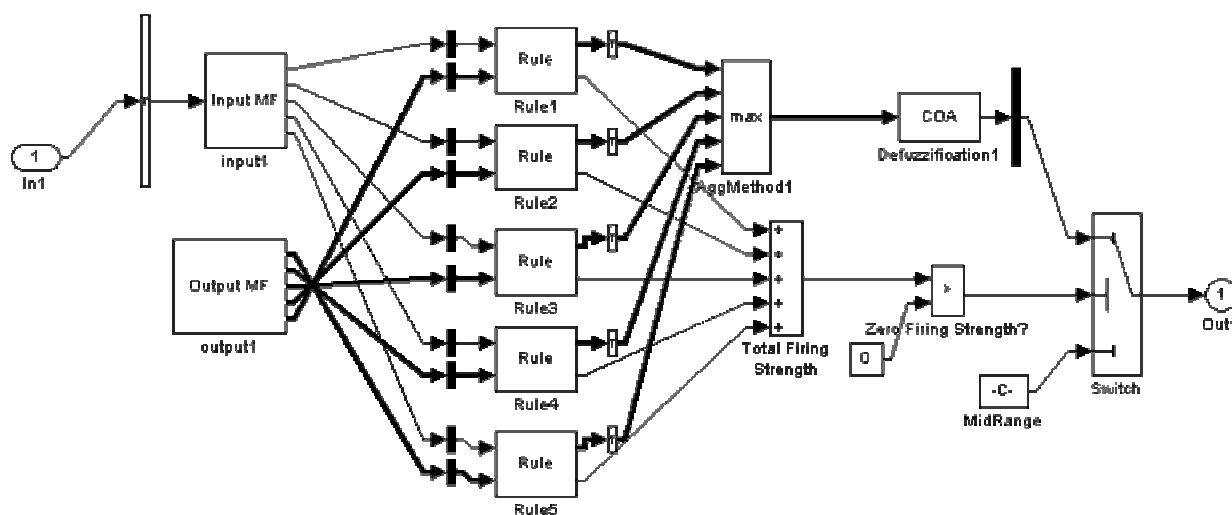 1
In1
Input MF
input1
Output MF
output1
Rule
Rule1
Rule
Rule2
Rule
Rule3
Rule
Rule4
Rule
Rule5
max
AggMethod1
+
+
+
+
+
Total Firing
Strength
COA
Defuzzification1
>
Zero Firing Strength?
0
-C-
MidRange
Switch
1
Out1